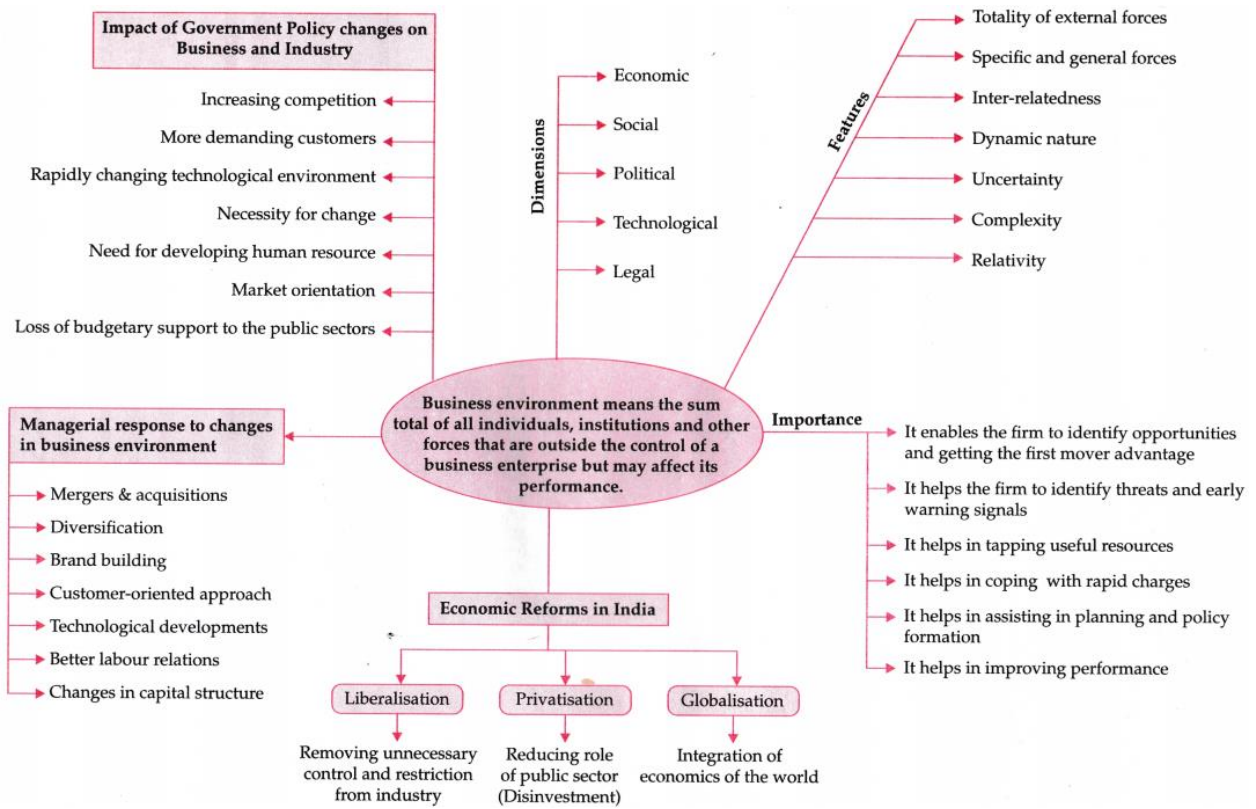 Impact of Government Policy changes on
Business and Industry
Increasing competition
More demanding customers
Rapidly changing technological environment
Necessity for change
Need for developing human resource
Market orientation
Loss of budgetary support to the public sectors
Dimensions
Economic
Social
Political
Technological
Legal
Features
Totality of external forces
Specific and general forces
Inter-relatedness
Dynamic nature
Uncertainty
Complexity
Relativity
Business environment means the sum
total of all individuals, institutions and other
forces that are outside the control of a
business enterprise but may affect its
performance.
Managerial response to changes
in business environment
Mergers & acquisitions
Diversification
Brand building
Customer-oriented approach
Technological developments
Better labour relations
Changes in capital structure
Importance
It enables the firm to identify opportunities
and getting the first mover advantage
It helps the firm to identify threats and early
warning signals
It helps in tapping useful resources
It helps in coping with rapid charges
It helps in assisting in planning and policy
formation
It helps in improving performance
Economic Reforms in India
Liberalisation
Removing unnecessary
control and restriction
from industry
Privatisation
Reducing role
of public sector
(Disinvestment)
Globalisation
Integration of
economics of the world